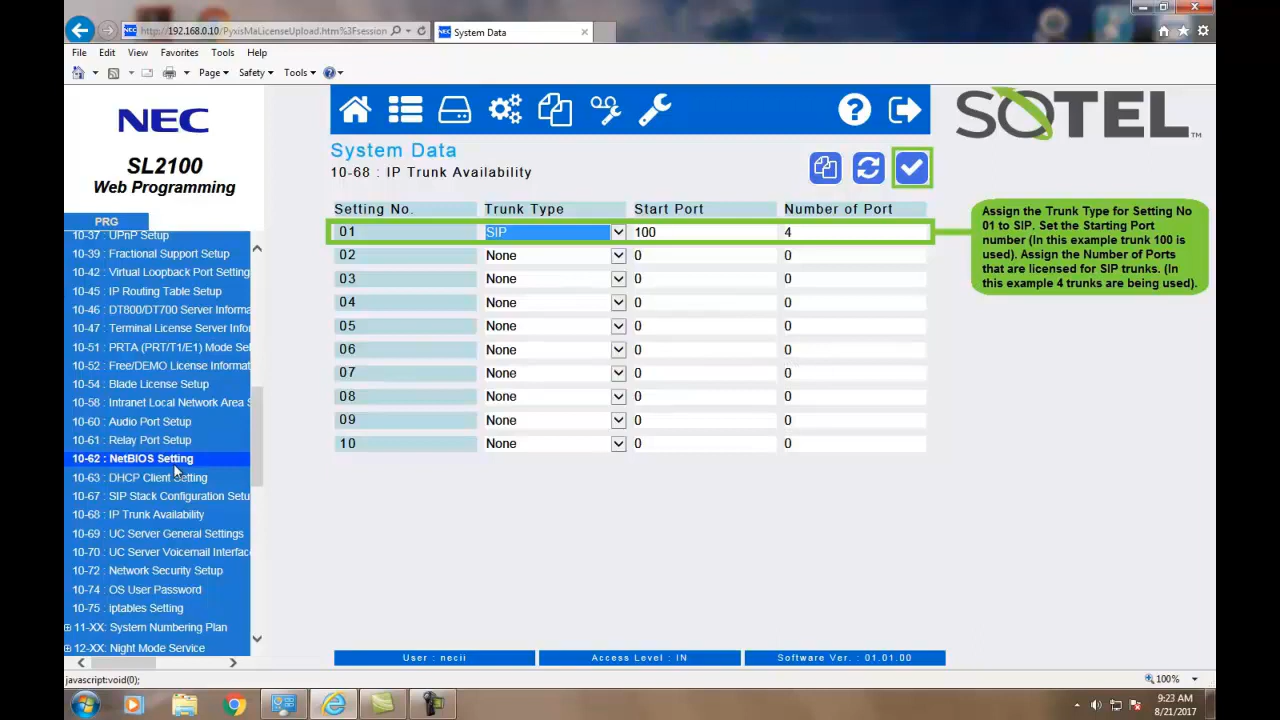 http://192.168.0.10/PyxisMaLicenseUpload.htm%3Fsession
NEC
System Data
File Edit View Favorites Tools Help
Page Safety Tools
NEC
SL2100
Web Programming
PRG
10-37 : UPnP Setup
10-39 : Fractional Support Setup
10-42 : Virtual Loopback Port Setting
10-45 : IP Routing Table Setup
10-46 : DT800/DT700 Server Informa
10-47 : Terminal License Server Infor
10-51 : PRTA (PRT/T1/E1) Mode Sel
10-52 : Free/DEMO License Informat
10-54 : Blade License Setup
10-58 : Intranet Local Network Area S
10-60 : Audio Port Setup
10-61 : Relay Port Setup
10-62 : NetBIOS Setting
10-63 : DHCP Client Setting
10-67 : SIP Stack Configuration Setu
10-68 : IP Trunk Availability
10-69 : UC Server General Settings
10-70 : UC Server Voicemail Interfac
10-72 : Network Security Setup
10-74 : OS User Password
10-75 : iptables Setting
11-XX: System Numbering Plan
12-XX: Night Mode Service
SOTEL™
System Data
10-68 : IP Trunk Availability
Setting No. Trunk Type Start Port Number of Port
01 SIP 100 4
02 None 0 0
03 None 0 0
04 None 0 0
05 None 0 0
06 None 0 0
07 None 0 0
08 None 0 0
09 None 0 0
10 None 0 0
Assign the Trunk Type for Setting No
01 to SIP. Set the Starting Port
number (In this example trunk 100 is
used). Assign the Number of Ports
that are licensed for SIP trunks. (In
this example 4 trunks are being used).
User : necii Access Level : IN Software Ver. : 01.01.00
javascript:void(0);
100%
9:23 AM
8/21/2017